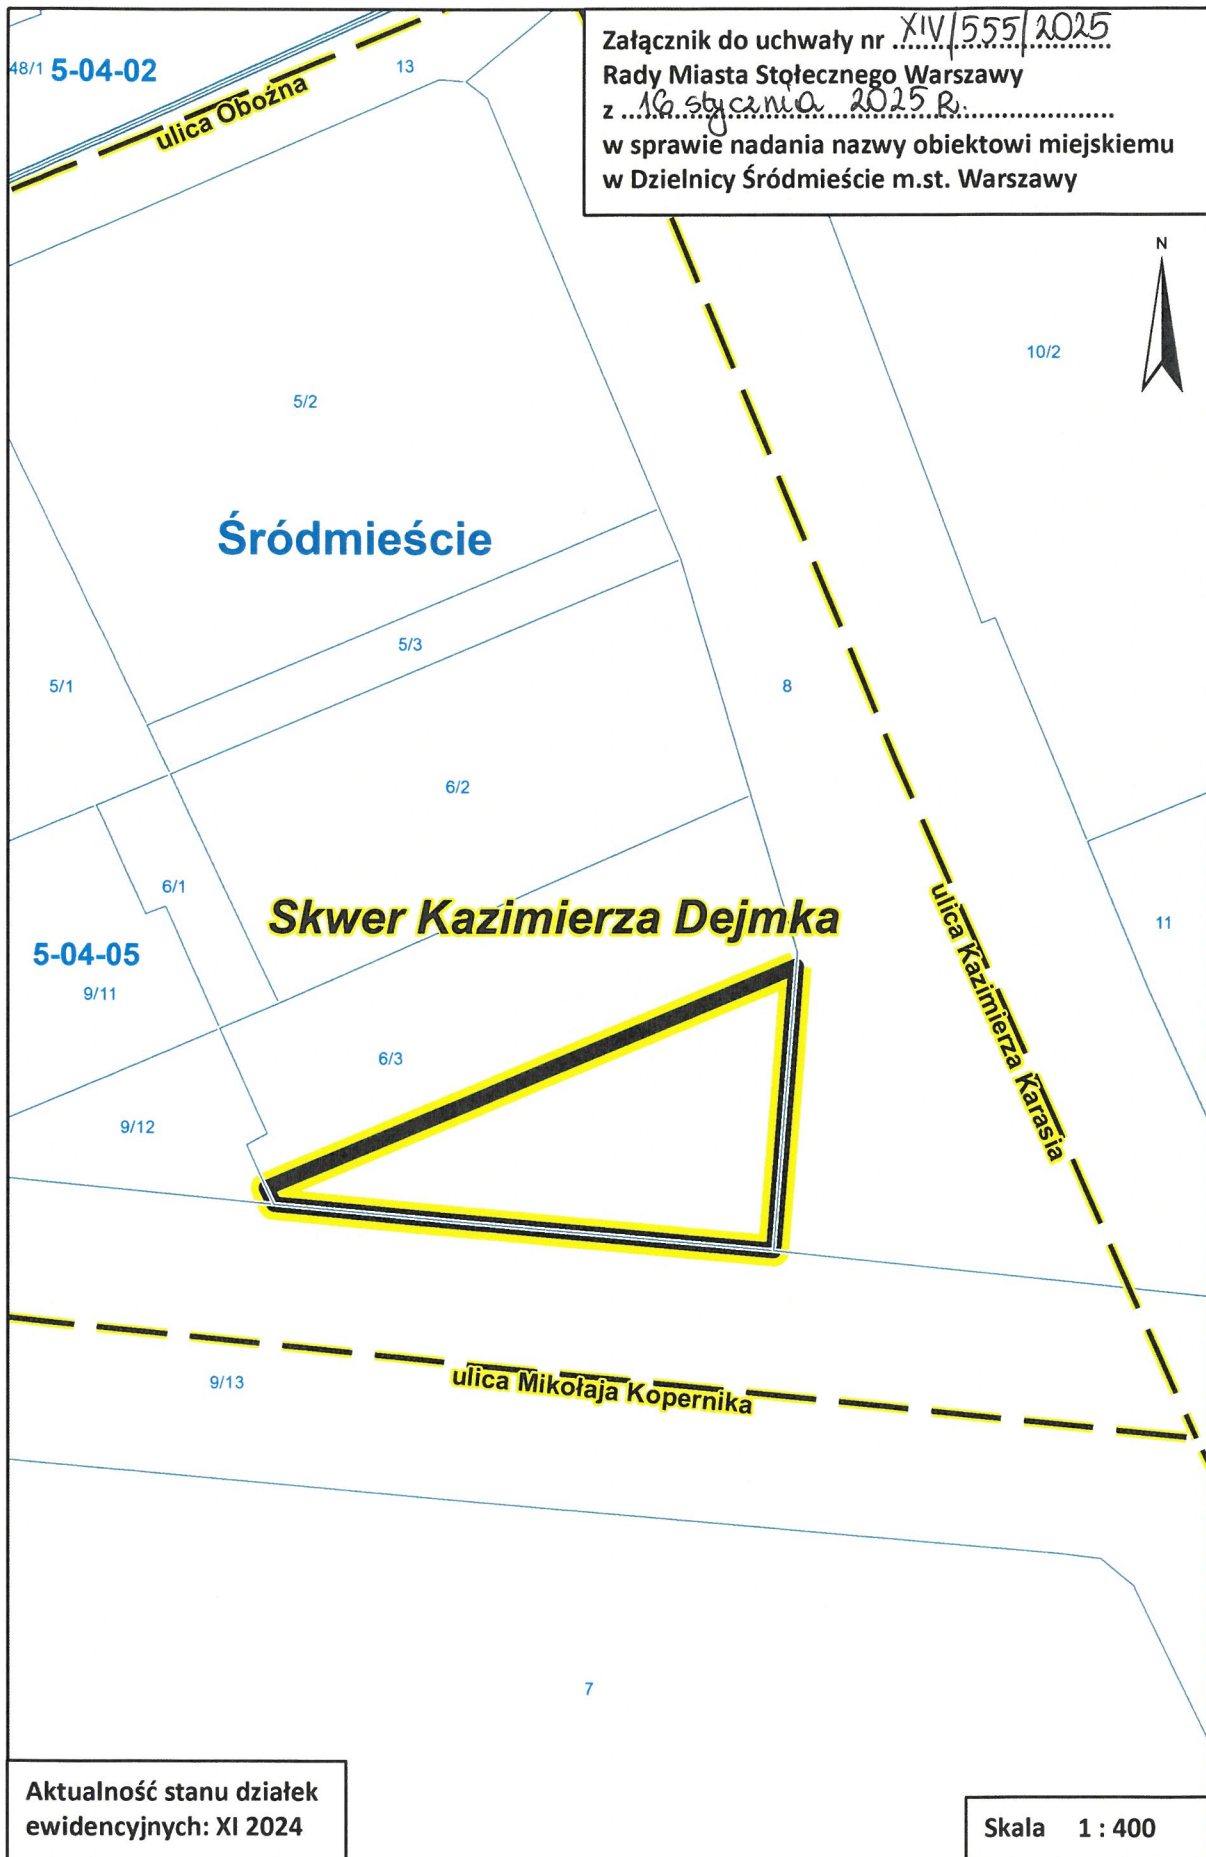 Załącznik do uchwały nr XIV/555/2025
Rady Miasta Stołecznego Warszawy
z 16 stycznia 2025 R.
w sprawie nadania nazwy obiektowi miejskiemu
w Dzielnicy Śródmieście m.st. Warszawy
48/1
5-04-02
13
ulica Oboźna
N
10/2
5/2
Śródmieście
5/3
5/1
8
6/2
6/1
Skwer Kazimierza Dejmka
11
5-04-05
9/11
ulica Kazimierza Karasia
6/3
9/12
9/13
ulica Mikołaja Kopernika
7
Aktualność stanu działek
ewidencyjnych: XI 2024
Skala 1 : 400